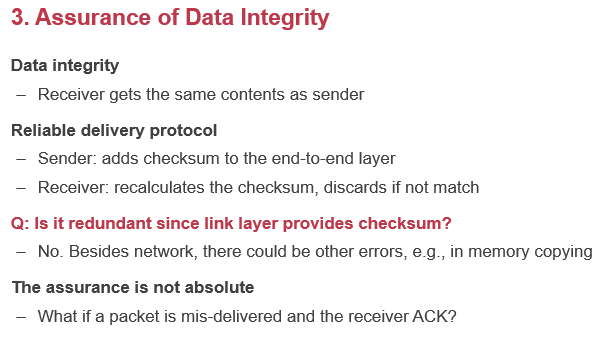 3. Assurance of Data Integrity
Data integrity
– Receiver gets the same contents as sender
Reliable delivery protocol
– Sender: adds checksum to the end-to-end layer
– Receiver: recalculates the checksum, discards if not match
Q: Is it redundant since link layer provides checksum?
– No. Besides network, there could be other errors, e.g., in memory copying
The assurance is not absolute
– What if a packet is mis-delivered and the receiver ACK?